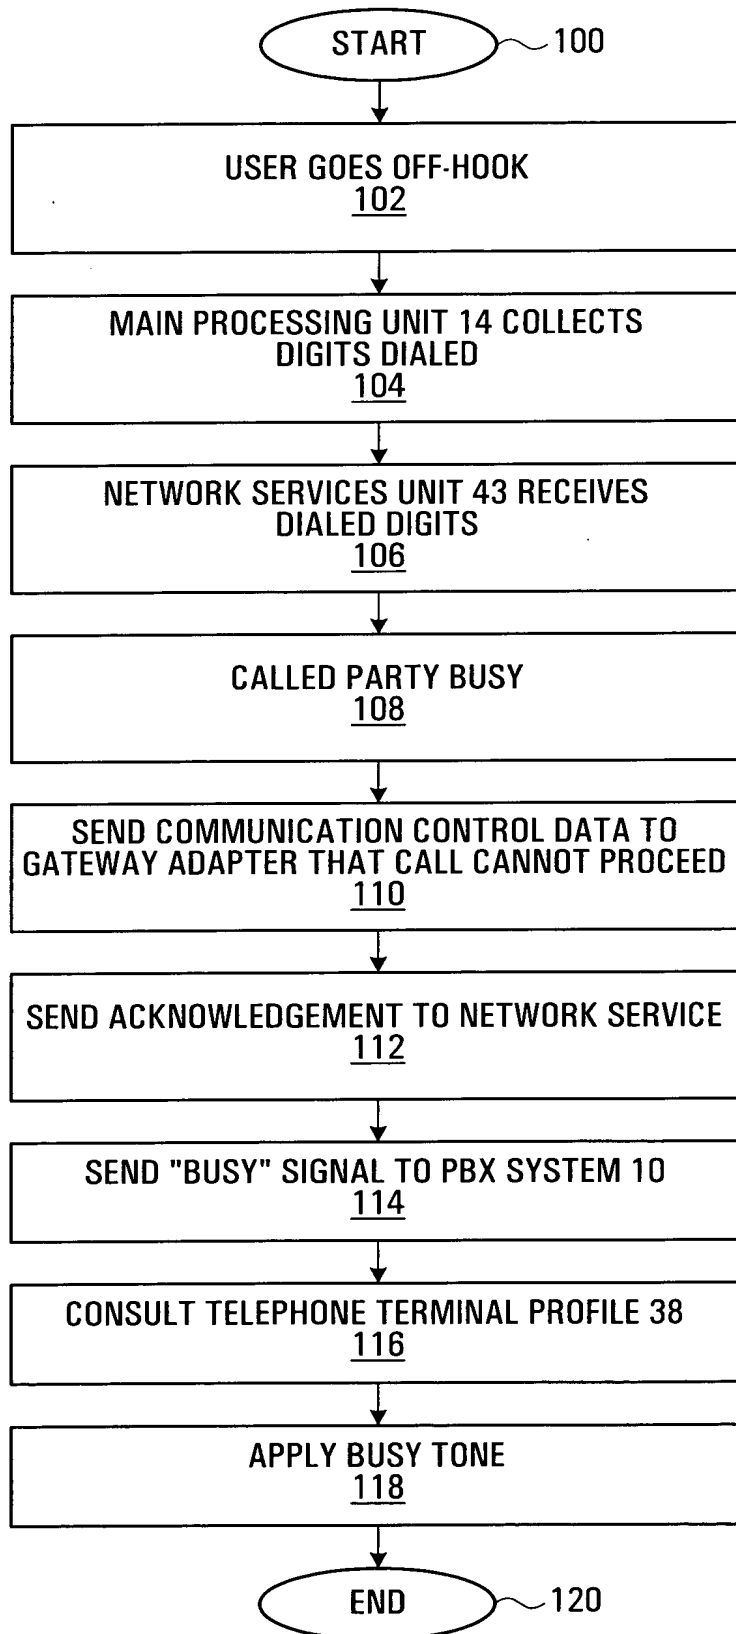 START
100
USER GOES OFF-HOOK
102
MAIN PROCESSING UNIT 14 COLLECTS
DIGITS DIALED
104
NETWORK SERVICES UNIT 43 RECEIVES
DIALED DIGITS
106
CALLED PARTY BUSY
108
SEND COMMUNICATION CONTROL DATA TO
GATEWAY ADAPTER THAT CALL CANNOT PROCEED
110
SEND ACKNOWLEDGEMENT TO NETWORK SERVICE
112
SEND "BUSY" SIGNAL TO PBX SYSTEM 10
114
CONSULT TELEPHONE TERMINAL PROFILE 38
116
APPLY BUSY TONE
118
END
120